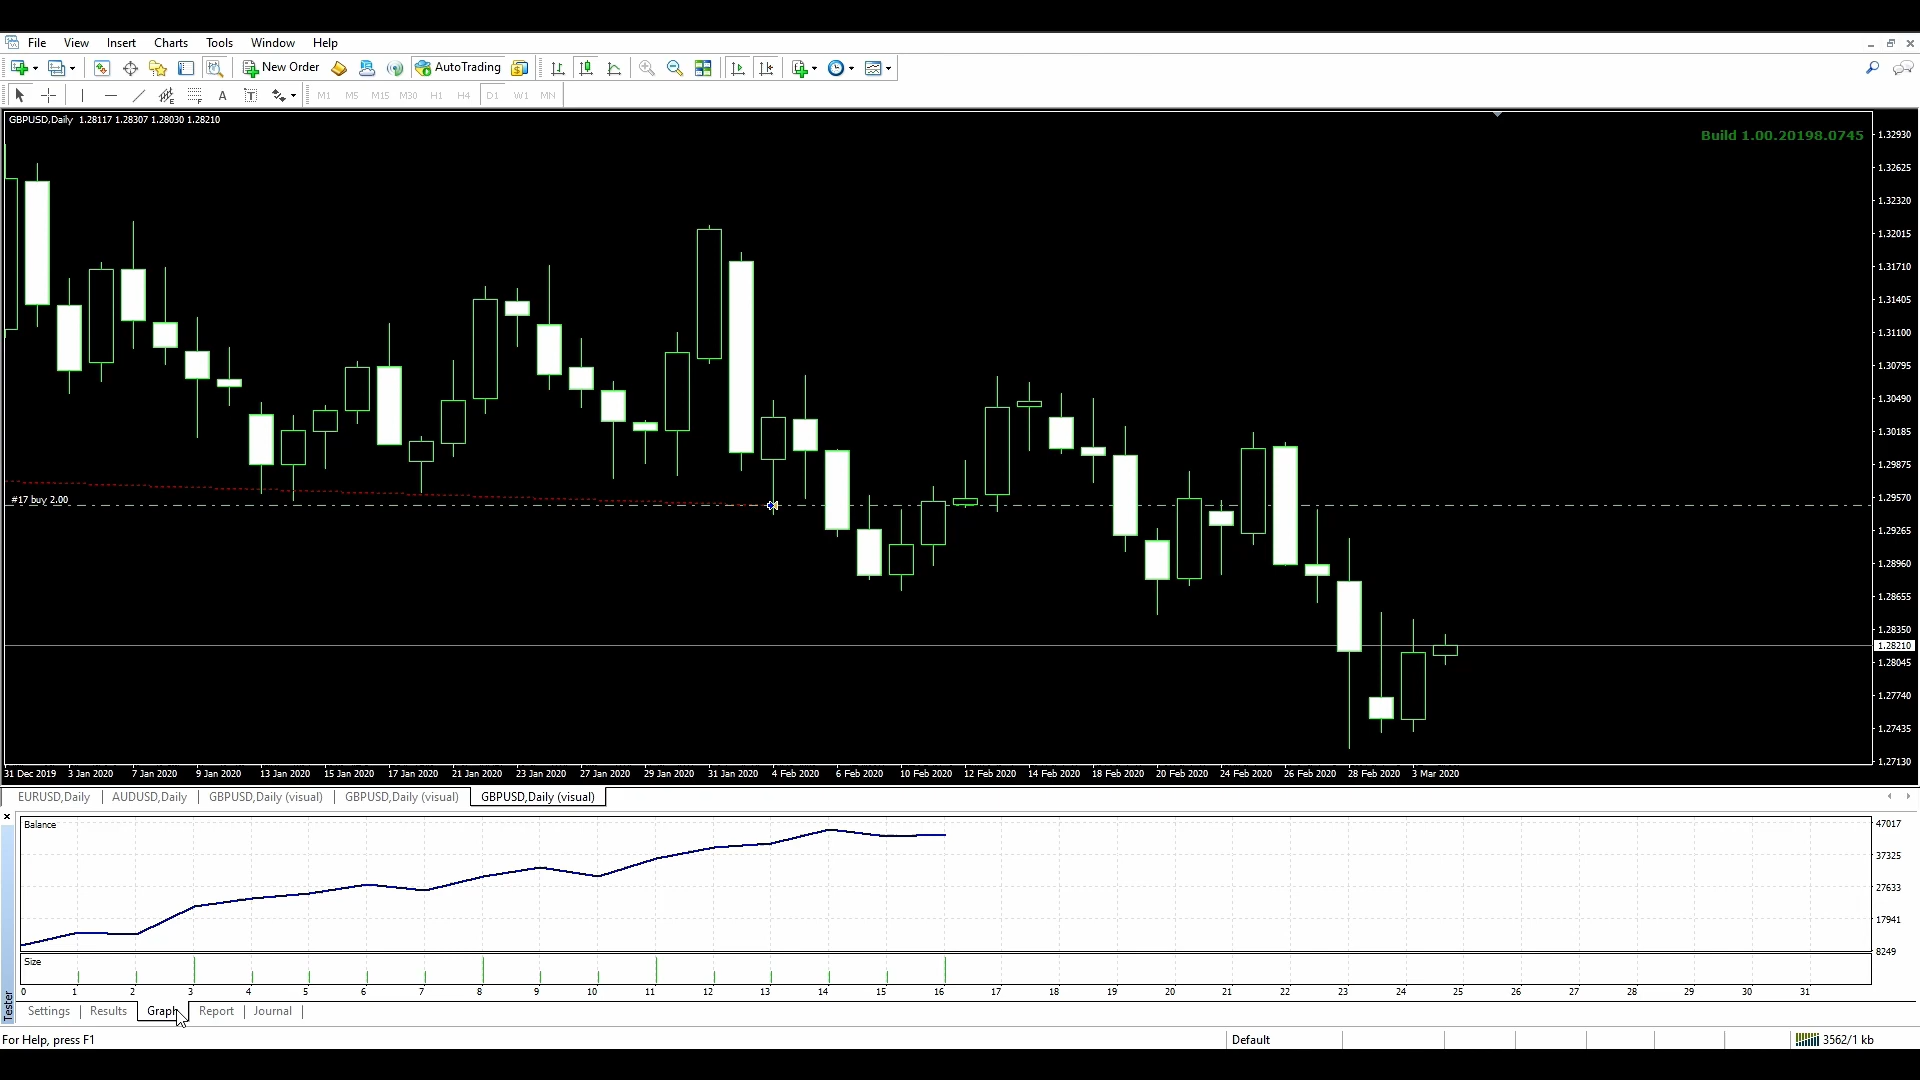 File View Insert Charts Tools Window Help
New Order AutoTrading
A T M1 M5 M15 M30 H1 H4 D1 W1 MN
GBPUSD,Daily 1.28117 1.28307 1.28030 1.28210
Build 1.00.20198.0745
1.32930
1.32625
1.32320
1.32015
1.31710
1.31405
1.31100
1.30795
1.30490
1.30185
1.29875
#17 buy 2.00
1.29570
1.29265
1.28960
1.28655
1.28350
1.28210
1.28045
1.27740
1.27435
1.27130
31 Dec 2019 3 Jan 2020 7 Jan 2020 9 Jan 2020 13 Jan 2020 15 Jan 2020 17 Jan 2020 21 Jan 2020 23 Jan 2020 27 Jan 2020 29 Jan 2020 31 Jan 2020 4 Feb 2020 6 Feb 2020 10 Feb 2020 12 Feb 2020 14 Feb 2020 18 Feb 2020 20 Feb 2020 24 Feb 2020 26 Feb 2020 28 Feb 2020 3 Mar 2020
EURUSD,Daily AUDUSD,Daily GBPUSD,Daily (visual) GBPUSD,Daily (visual) GBPUSD,Daily (visual)
Balance
47017
37325
27633
17941
8249
Size
0 1 2 3 4 5 6 7 8 9 10 11 12 13 14 15 16 17 18 19 20 21 22 23 24 25 26 27 28 29 30 31
Tester
Settings Results Graph Report Journal
For Help, press F1
Default
3562/1 kb